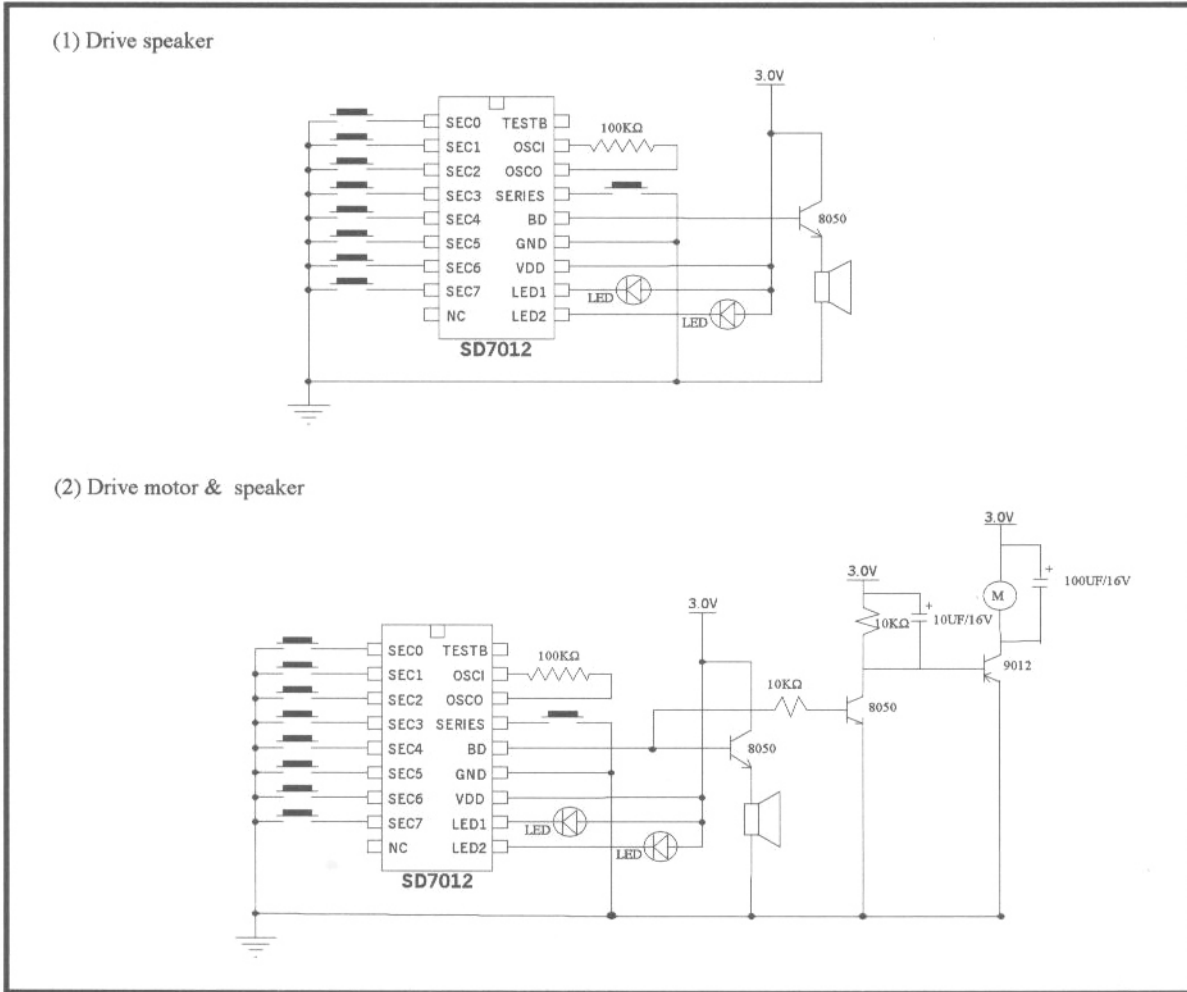 (1) Drive speaker
3.0V
SEC0 TESTB
100KΩ
SEC1 OSCI
SEC2 OSCO
SEC3 SERIES
SEC4 BD
8050
SEC5 GND
SEC6 VDD
SEC7 LED1
LED
NC LED2
LED
SD7012
(2) Drive motor & speaker
3.0V
3.0V
100UF/16V
+
M
3.0V
+
10KΩ
10UF/16V
SEC0 TESTB
100KΩ
SEC1 OSCI
9012
SEC2 OSCO
10KΩ
8050
SEC3 SERIES
SEC4 BD
8050
SEC5 GND
SEC6 VDD
SEC7 LED1
LED
NC LED2
LED
SD7012